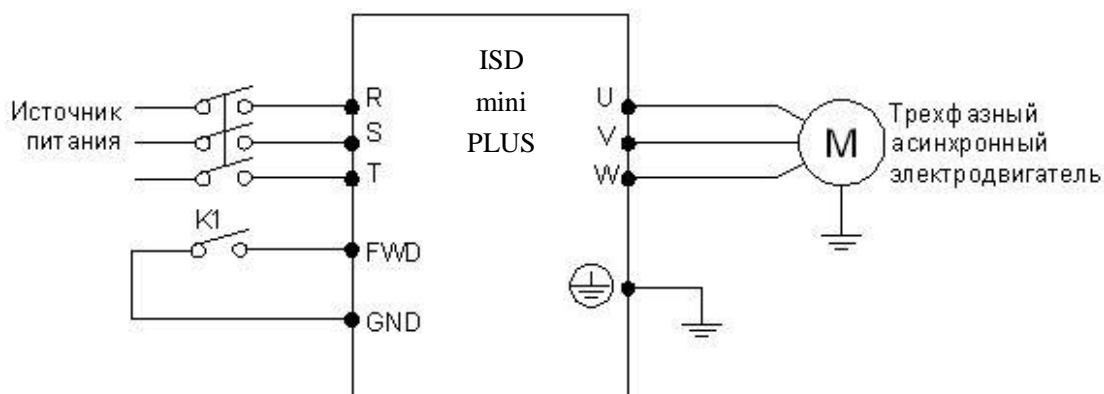 ISD
mini
PLUS
Источник
питания
R
S
T
K1
FWD
GND
U
V
W
M
Трехфазный
асинхронный
электродвигатель